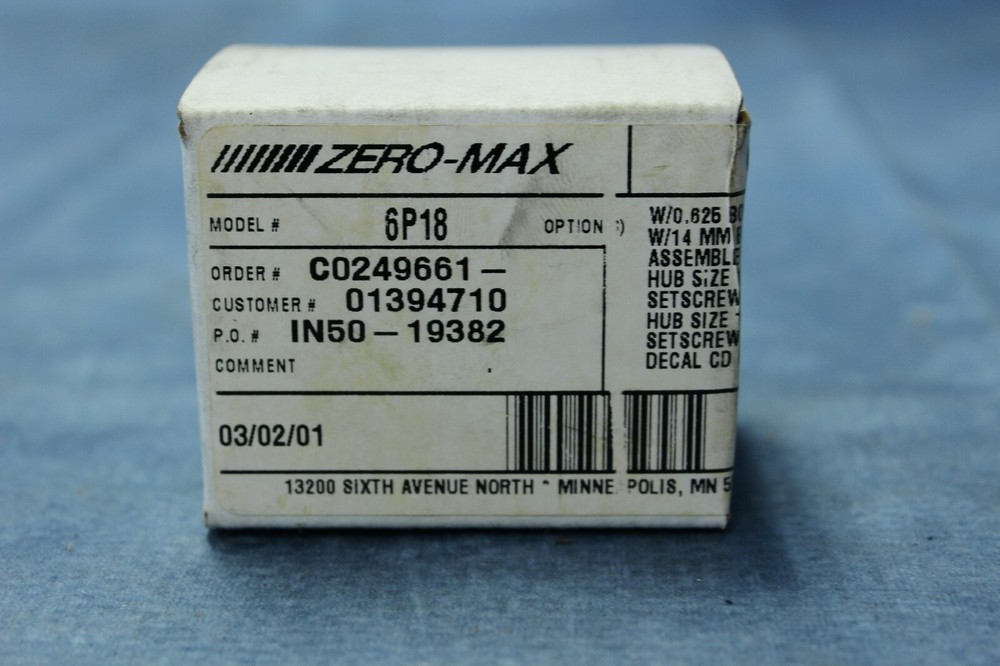 ZERO-MAX
MODEL # 6P18 OPTION S)
ORDER # C0249661-
CUSTOMER # 01394710
P.O. # IN50-19382
COMMENT
W/0.625
W/14 MM
ASSEMBLE
HUB SIZE
SETSCREW
HUB SIZE
SETSCREW
DECAL CD
03/02/01
13200 SIXTH AVENUE NORTH * MINNE POLIS, MN 5